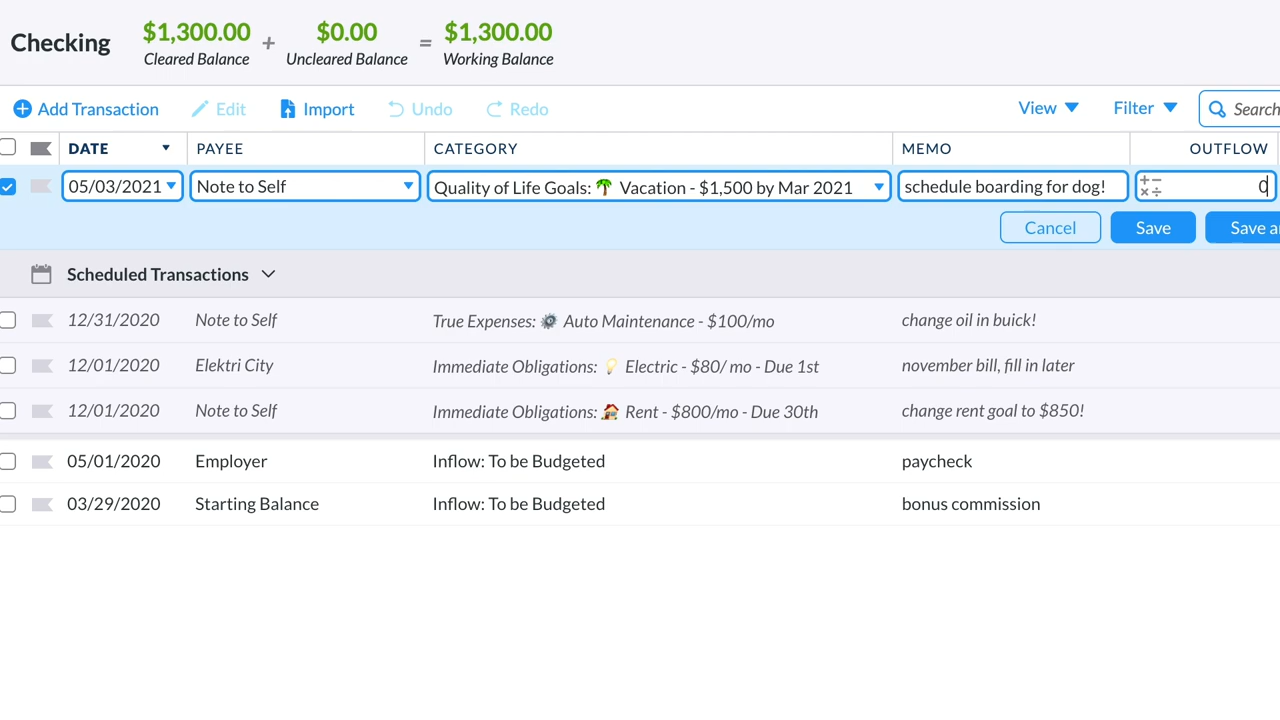 Checking $1,300.00 + $0.00 = $1,300.00
Cleared Balance Uncleared Balance Working Balance
Add Transaction Edit Import Undo Redo View Filter Search
DATE PAYEE CATEGORY MEMO OUTFLOW
05/03/2021 Note to Self Quality of Life Goals: 🌴 Vacation - $1,500 by Mar 2021 schedule boarding for dog! 0
Cancel Save Save
Scheduled Transactions
12/31/2020 Note to Self True Expenses: ⚙️ Auto Maintenance - $100/mo change oil in buick!
12/01/2020 Elektri City Immediate Obligations: 💡 Electric - $80/ mo - Due 1st november bill, fill in later
12/01/2020 Note to Self Immediate Obligations: 🏠 Rent - $800/mo - Due 30th change rent goal to $850!
05/01/2020 Employer Inflow: To be Budgeted paycheck
03/29/2020 Starting Balance Inflow: To be Budgeted bonus commission